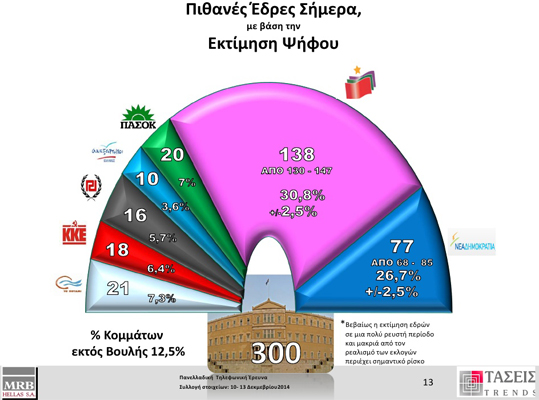 Πιθανές Έδρες Σήμερα,
με βάση την
Εκτίμηση Ψήφου
ΠΑΣΟΚ
20
7%
138
ΑΠΟ 130 - 147
30,8%
+/-2,5%
10
3,6%
16
5,7%
ΚΚΕ
18
6,4%
21
7,3%
77
ΑΠΟ 68 - 85
26,7%
+/-2,5%
ΝΕΑΔΗΜΟΚΡΑΤΙΑ
300
% Κομμάτων
εκτός Βουλής 12,5%
*Βεβαίως η εκτίμηση εδρών
σε μια πολύ ρευστή περίοδο
και μακριά από τον
ρεαλισμό των εκλογών
περιέχει σημαντικό ρίσκο
MRB
HELLAS S.A.
Πανελλαδική Τηλεφωνική Έρευνα
Συλλογή στοιχείων: 10- 13 Δεκεμβρίου2014
13
ΤΑΣΕΙΣ
TRENDS